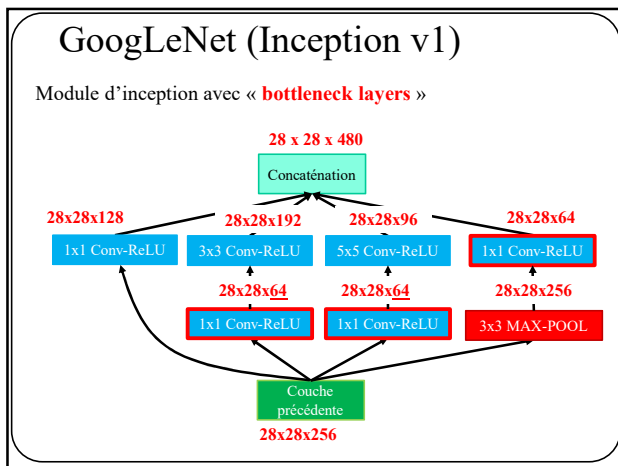 GoogLeNet (Inception v1)
Module d’inception avec « bottleneck layers »
28 x 28 x 480
Concaténation
28x28x128
28x28x192
28x28x96
28x28x64
1x1 Conv-ReLU
3x3 Conv-ReLU
5x5 Conv-ReLU
1x1 Conv-ReLU
28x28x64
28x28x64
28x28x256
1x1 Conv-ReLU
1x1 Conv-ReLU
3x3 MAX-POOL
Couche
précédente
28x28x256